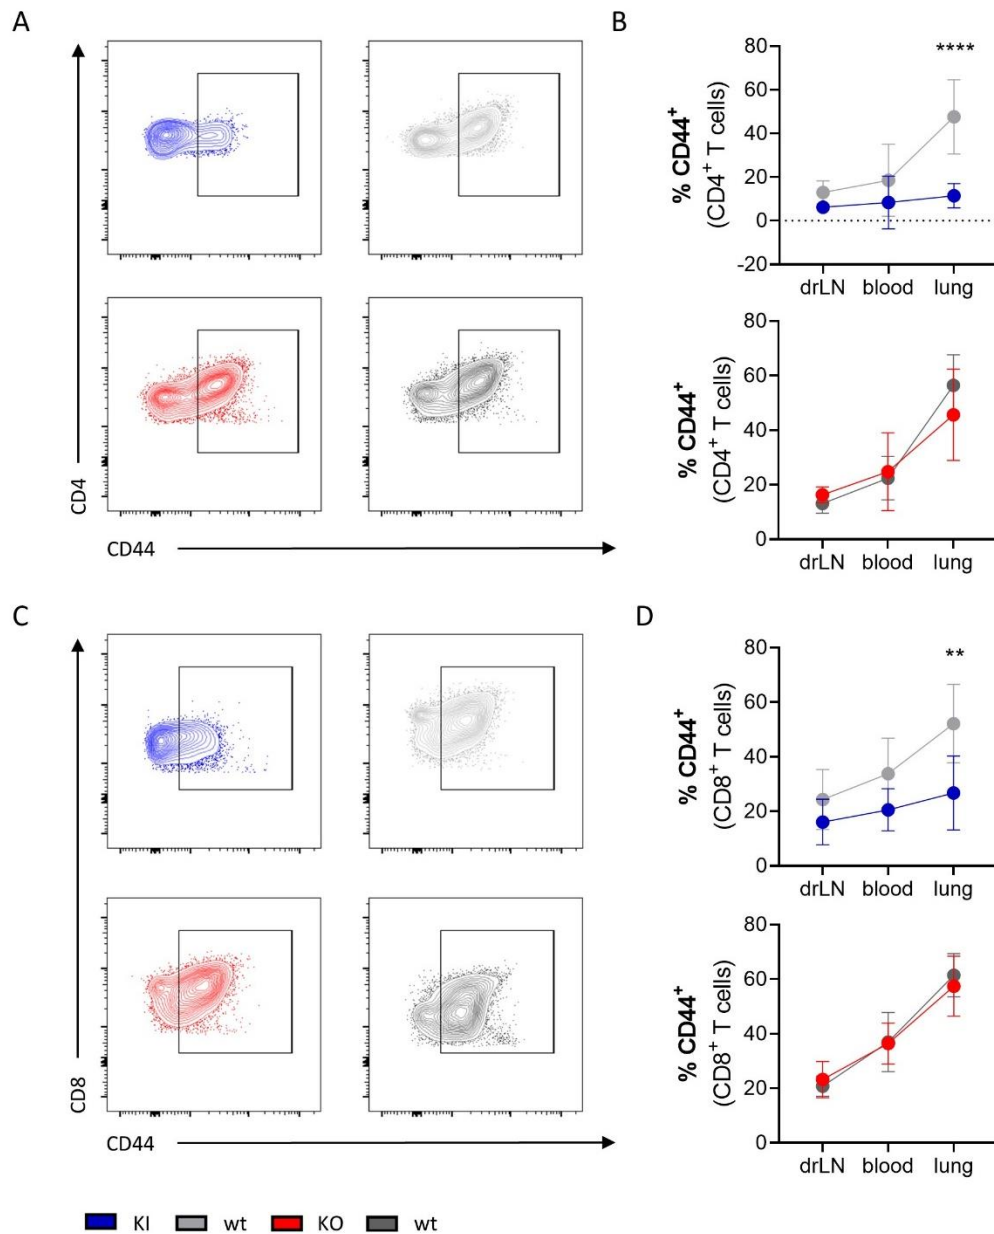 A
CD4
CD44
B
% CD44+
(CD4+ T cells)
80
60
40
20
0
-20
****
drLN blood lung
% CD44+
(CD4+ T cells)
80
60
40
20
0
drLN blood lung
C
CD8
CD44
D
% CD44+
(CD8+ T cells)
80
60
40
20
0
**
drLN blood lung
% CD44+
(CD8+ T cells)
80
60
40
20
0
drLN blood lung
KI wt KO wt